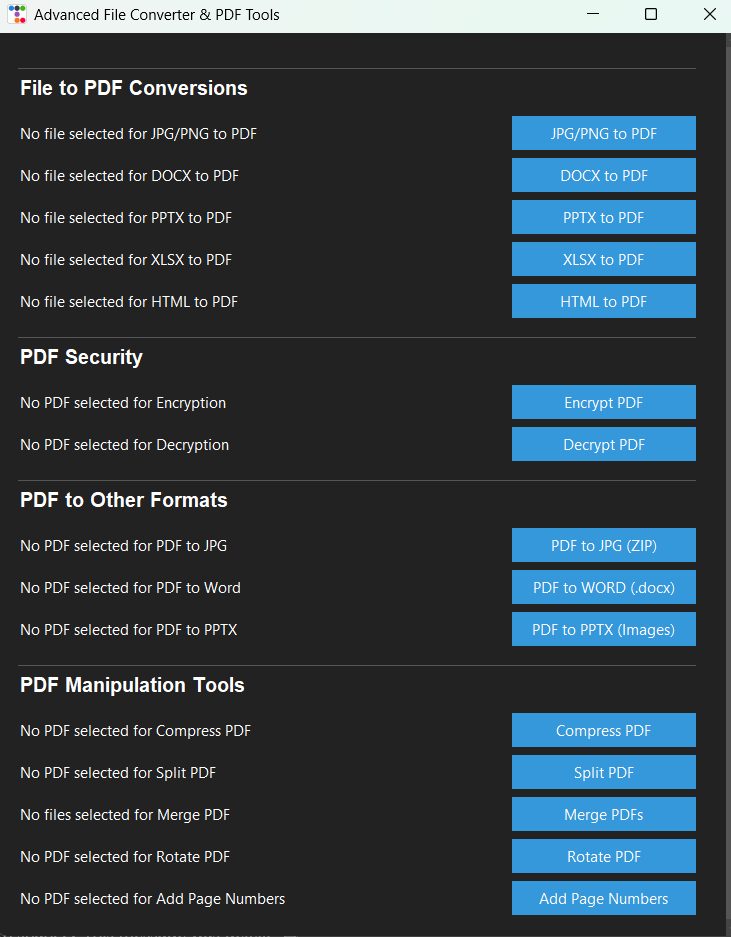 Advanced File Converter & PDF Tools
File to PDF Conversions
No file selected for JPG/PNG to PDF
JPG/PNG to PDF
No file selected for DOCX to PDF
DOCX to PDF
No file selected for PPTX to PDF
PPTX to PDF
No file selected for XLSX to PDF
XLSX to PDF
No file selected for HTML to PDF
HTML to PDF
PDF Security
No PDF selected for Encryption
Encrypt PDF
No PDF selected for Decryption
Decrypt PDF
PDF to Other Formats
No PDF selected for PDF to JPG
PDF to JPG (ZIP)
No PDF selected for PDF to Word
PDF to WORD (.docx)
No PDF selected for PDF to PPTX
PDF to PPTX (Images)
PDF Manipulation Tools
No PDF selected for Compress PDF
Compress PDF
No PDF selected for Split PDF
Split PDF
No files selected for Merge PDF
Merge PDFs
No PDF selected for Rotate PDF
Rotate PDF
No PDF selected for Add Page Numbers
Add Page Numbers